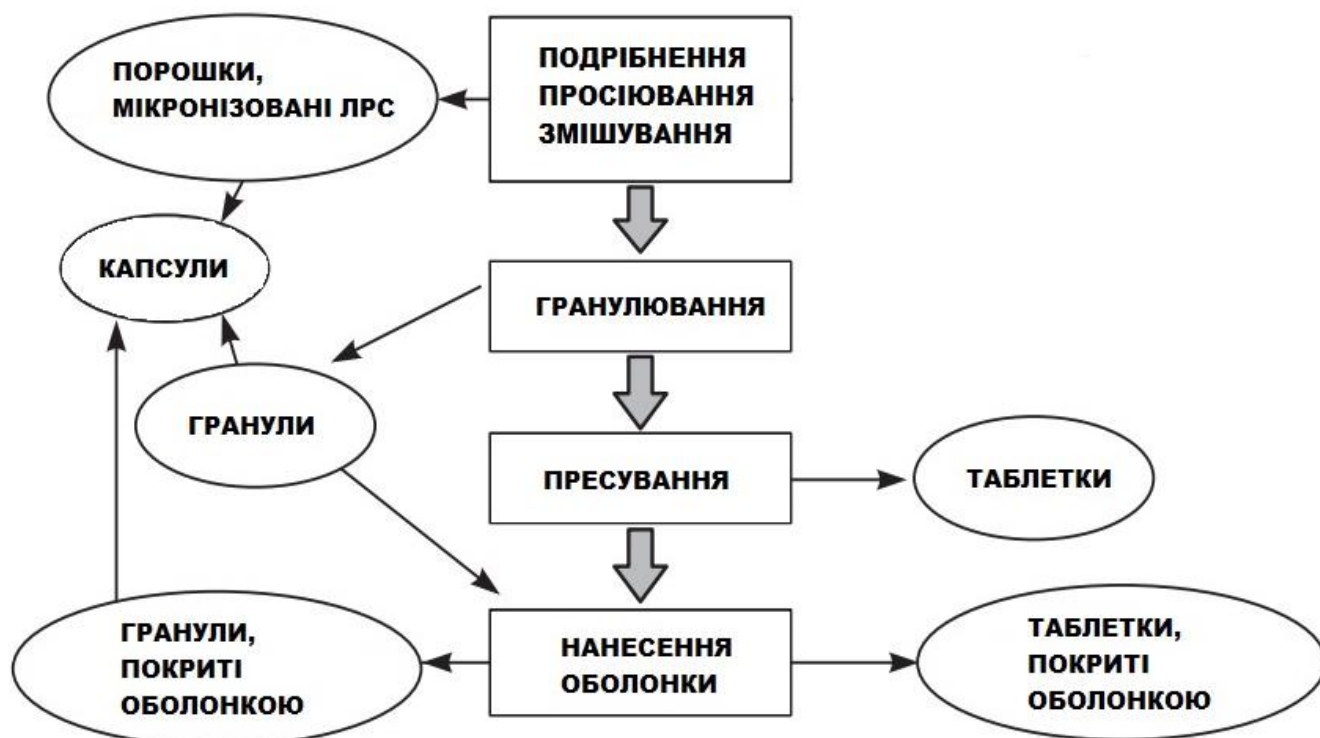 ПОРОШКИ,
МІКРОНІЗОВАНІ ЛРС
ПОДРІБНЕННЯ
ПРОСІЮВАННЯ
ЗМІШУВАННЯ
КАПСУЛИ
ГРАНУЛЮВАННЯ
ГРАНУЛИ
ПРЕСУВАННЯ
ТАБЛЕТКИ
ГРАНУЛИ,
ПОКРИТІ
ОБОЛОНКОЮ
НАНЕСЕННЯ
ОБОЛОНКИ
ТАБЛЕТКИ,
ПОКРИТІ
ОБОЛОНКОЮ